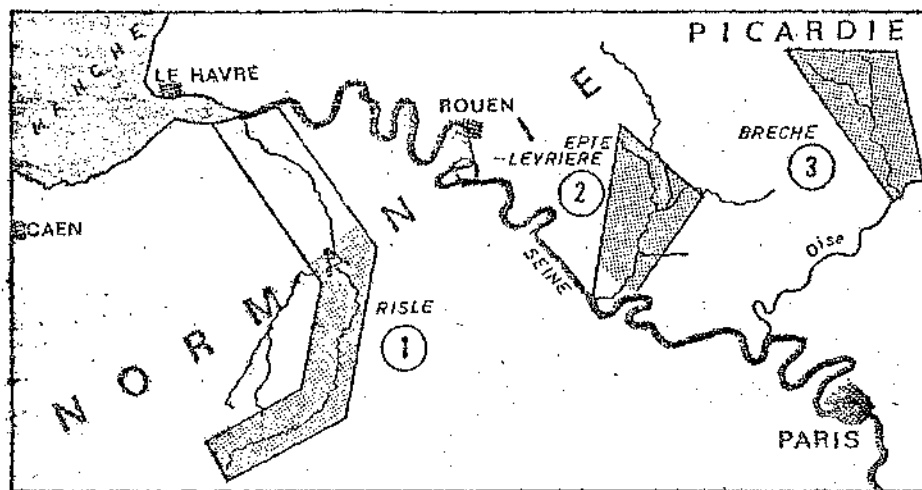 PICARDIE
MANCHE
LE HAVRE
ROUEN
EPTE
-LEVRIERE
2
BRECHE
3
CAEN
SEINE
Oise
RISLE
1
NORMANDIE
PARIS